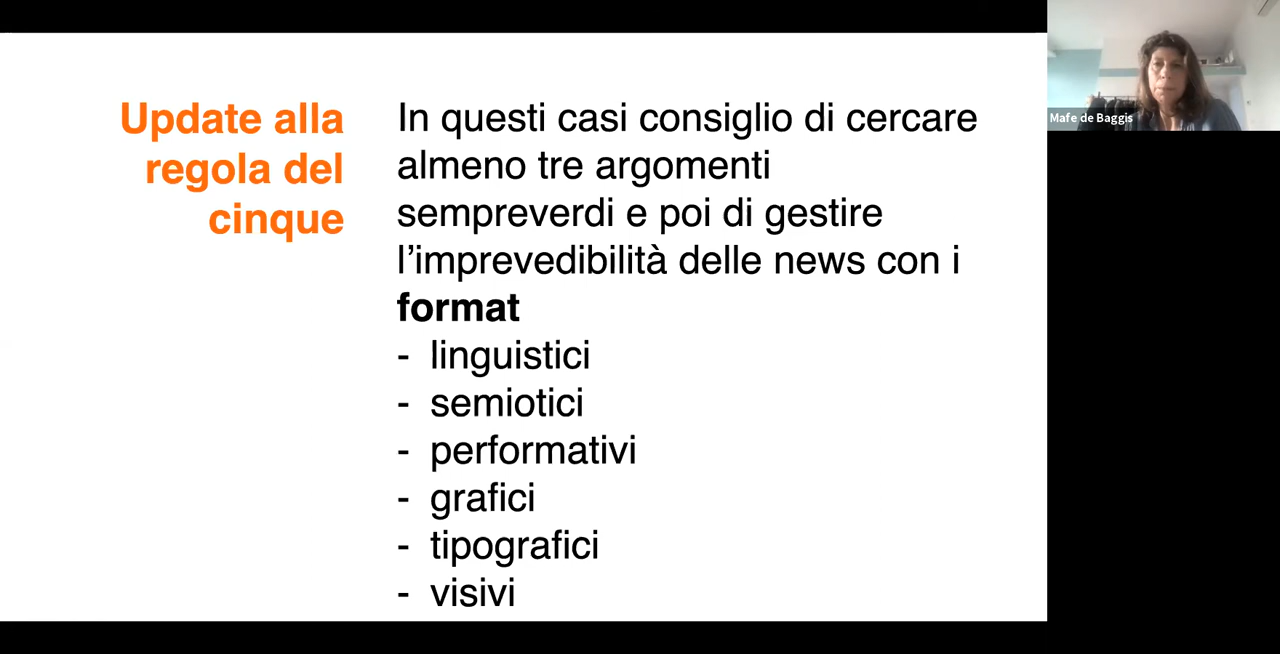 Update alla
regola del
cinque
In questi casi consiglio di cercare
almeno tre argomenti
sempreverdi e poi di gestire
l’imprevedibilità delle news con i
format
- linguistici
- semiotici
- performativi
- grafici
- tipografici
- visivi
Mafe de Baggis